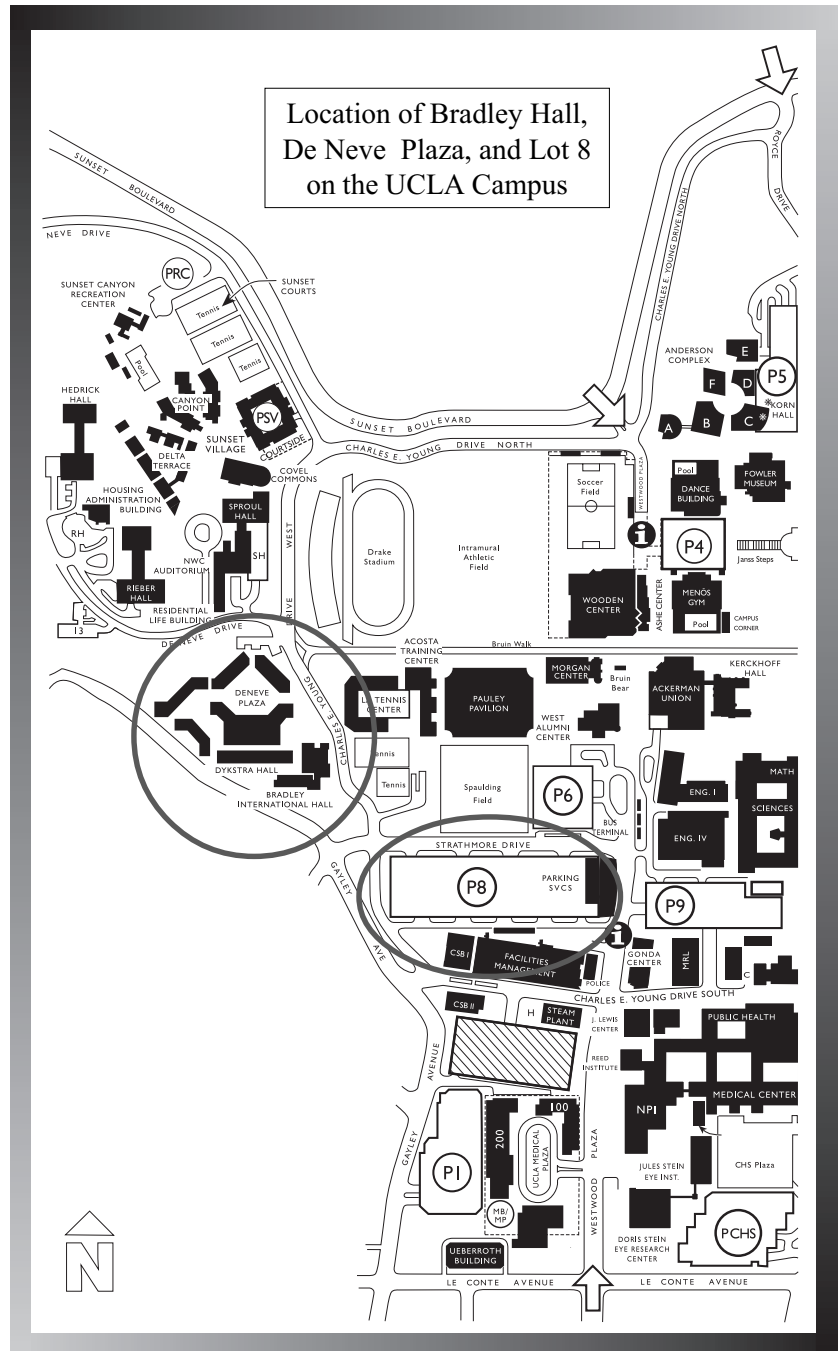 Location of Bradley Hall,
De Neve Plaza, and Lot 8
on the UCLA Campus
SUNSET
BOULEVARD
ROYCE
DRIVE
CHARLES E. YOUNG DRIVE NORTH
NEVE DRIVE
PRC
SUNSET CANYON
RECREATION
CENTER
SUNSET
COURTS
Tennis
Tennis
Tennis
Pool
HEDRICK
HALL
CANYON
POINT
PSV
COURTSIDE
SUNSET
VILLAGE
DELTA
TERRACE
COVEL
COMMONS
SUNSET BOULEVARD
CHARLES E. YOUNG DRIVE NORTH
ANDERSON
COMPLEX
E
F
D
P5
A
B
C
KORN
HALL
HOUSING
ADMINISTRATION
BUILDING
SPROUL
HALL
RH
NWC
AUDITORIUM
SH
RIEBER
HALL
RESIDENTIAL
LIFE BUILDING
13
DE NEVE DRIVE
DRIVE WEST
Drake
Stadium
Intramural
Athletic
Field
Soccer
Field
WESTWOOD PLAZA
i
Pool
DANCE
BUILDING
FOWLER
MUSEUM
P4
Janss Steps
WOODEN
CENTER
ASHE CENTER
MENÒS
GYM
Pool
CAMPUS
CORNER
DENEVE
PLAZA
DYKSTRA HALL
BRADLEY
INTERNATIONAL HALL
CHARLES E. YOUNG
ACOSTA
TRAINING
CENTER
Bruin Walk
LA TENNIS
CENTER
PAULEY
PAVILION
MORGAN
CENTER
Bruin
Bear
ACKERMAN
UNION
KERCKHOFF
HALL
WEST
ALUMNI
CENTER
Tennis
Tennis
Spaulding
Field
P6
BUS
TERMINAL
ENG. I
MATH
SCIENCES
ENG. IV
STRATHMORE DRIVE
P8
PARKING
SVCS
P9
GAYLEY
AVE
CSB I
FACILITIES
MANAGEMENT
POLICE
i
GONDA
CENTER
MRL
C
CHARLES E. YOUNG DRIVE SOUTH
CSB II
H
STEAM
PLANT
J. LEWIS
CENTER
PUBLIC HEALTH
REED
INSTITUTE
NPI
MEDICAL CENTER
GAYLEY
AVENUE
P1
200
100
UCLA MEDICAL
PLAZA
WESTWOOD
PLAZA
JULES STEIN
EYE INST.
CHS Plaza
MB/
MP
DORIS STEIN
EYE RESEARCH
CENTER
PCHS
UEBERROTH
BUILDING
LE CONTE AVENUE
LE CONTE AVENUE
N